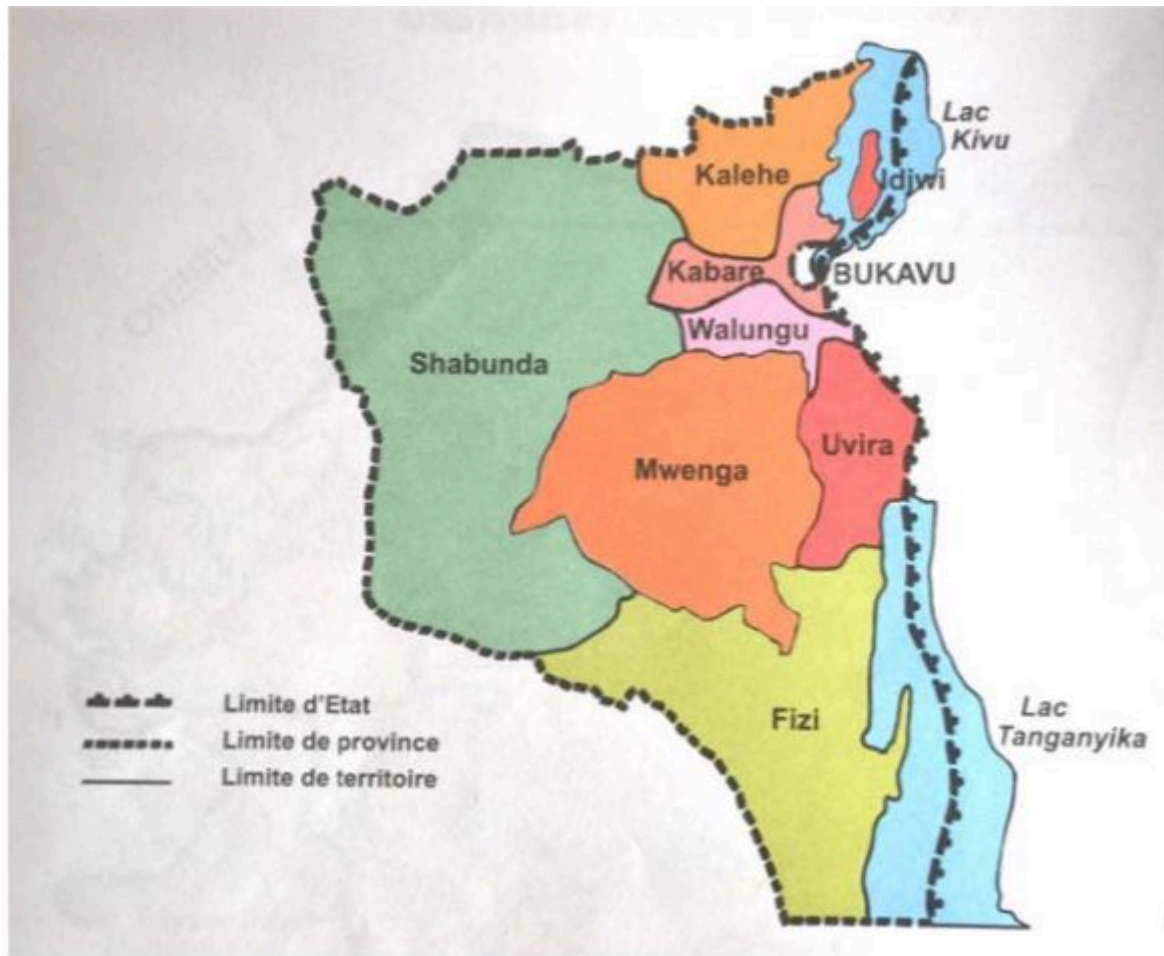 Lac
Kivu
Kalehe
Idjwi
Kabare
BUKAVU
Walungu
Shabunda
Uvira
Mwenga
Fizi
Lac
Tanganyika
Limite d'Etat
Limite de province
Limite de territoire